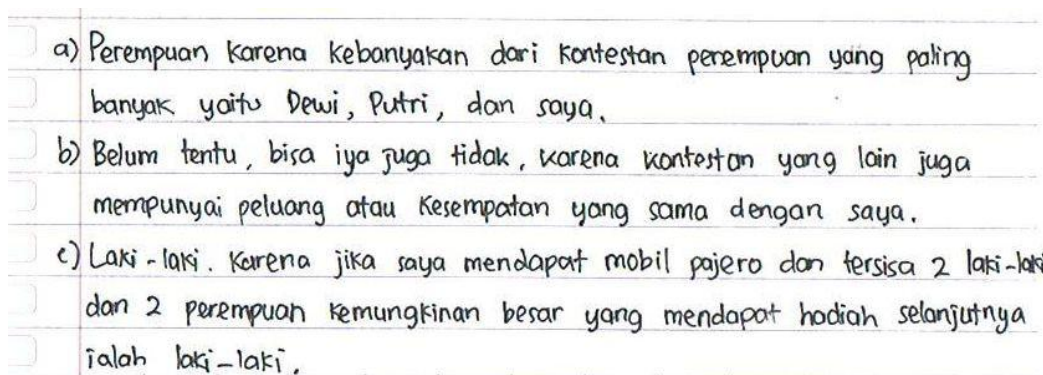 a) Perempuan karena kebanyakan dari kontestan perempuan yang paling
banyak yaitu Dewi, Putri, dan saya.
b) Belum tentu, bisa iya juga tidak, karena kontestan yang lain juga
mempunyai peluang atau kesempatan yang sama dengan saya.
c) Laki-laki. Karena jika saya mendapat mobil pajero dan tersisa 2 laki-laki
dan 2 perempuan kemungkinan besar yang mendapat hadiah selanjutnya
ialah laki-laki.